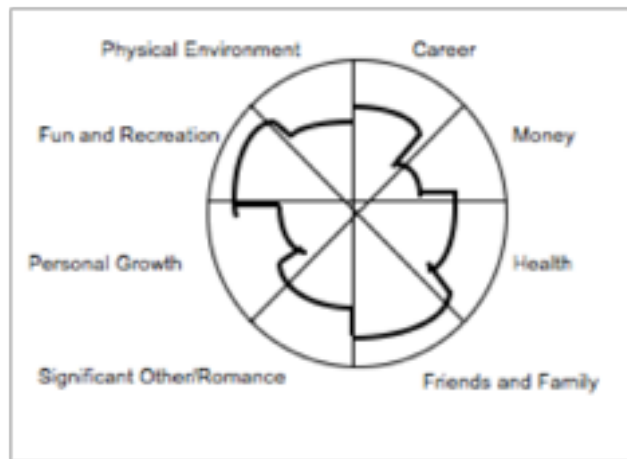 Physical Environment
Career
Fun and Recreation
Money
Personal Growth
Health
Significant Other/Romance
Friends and Family